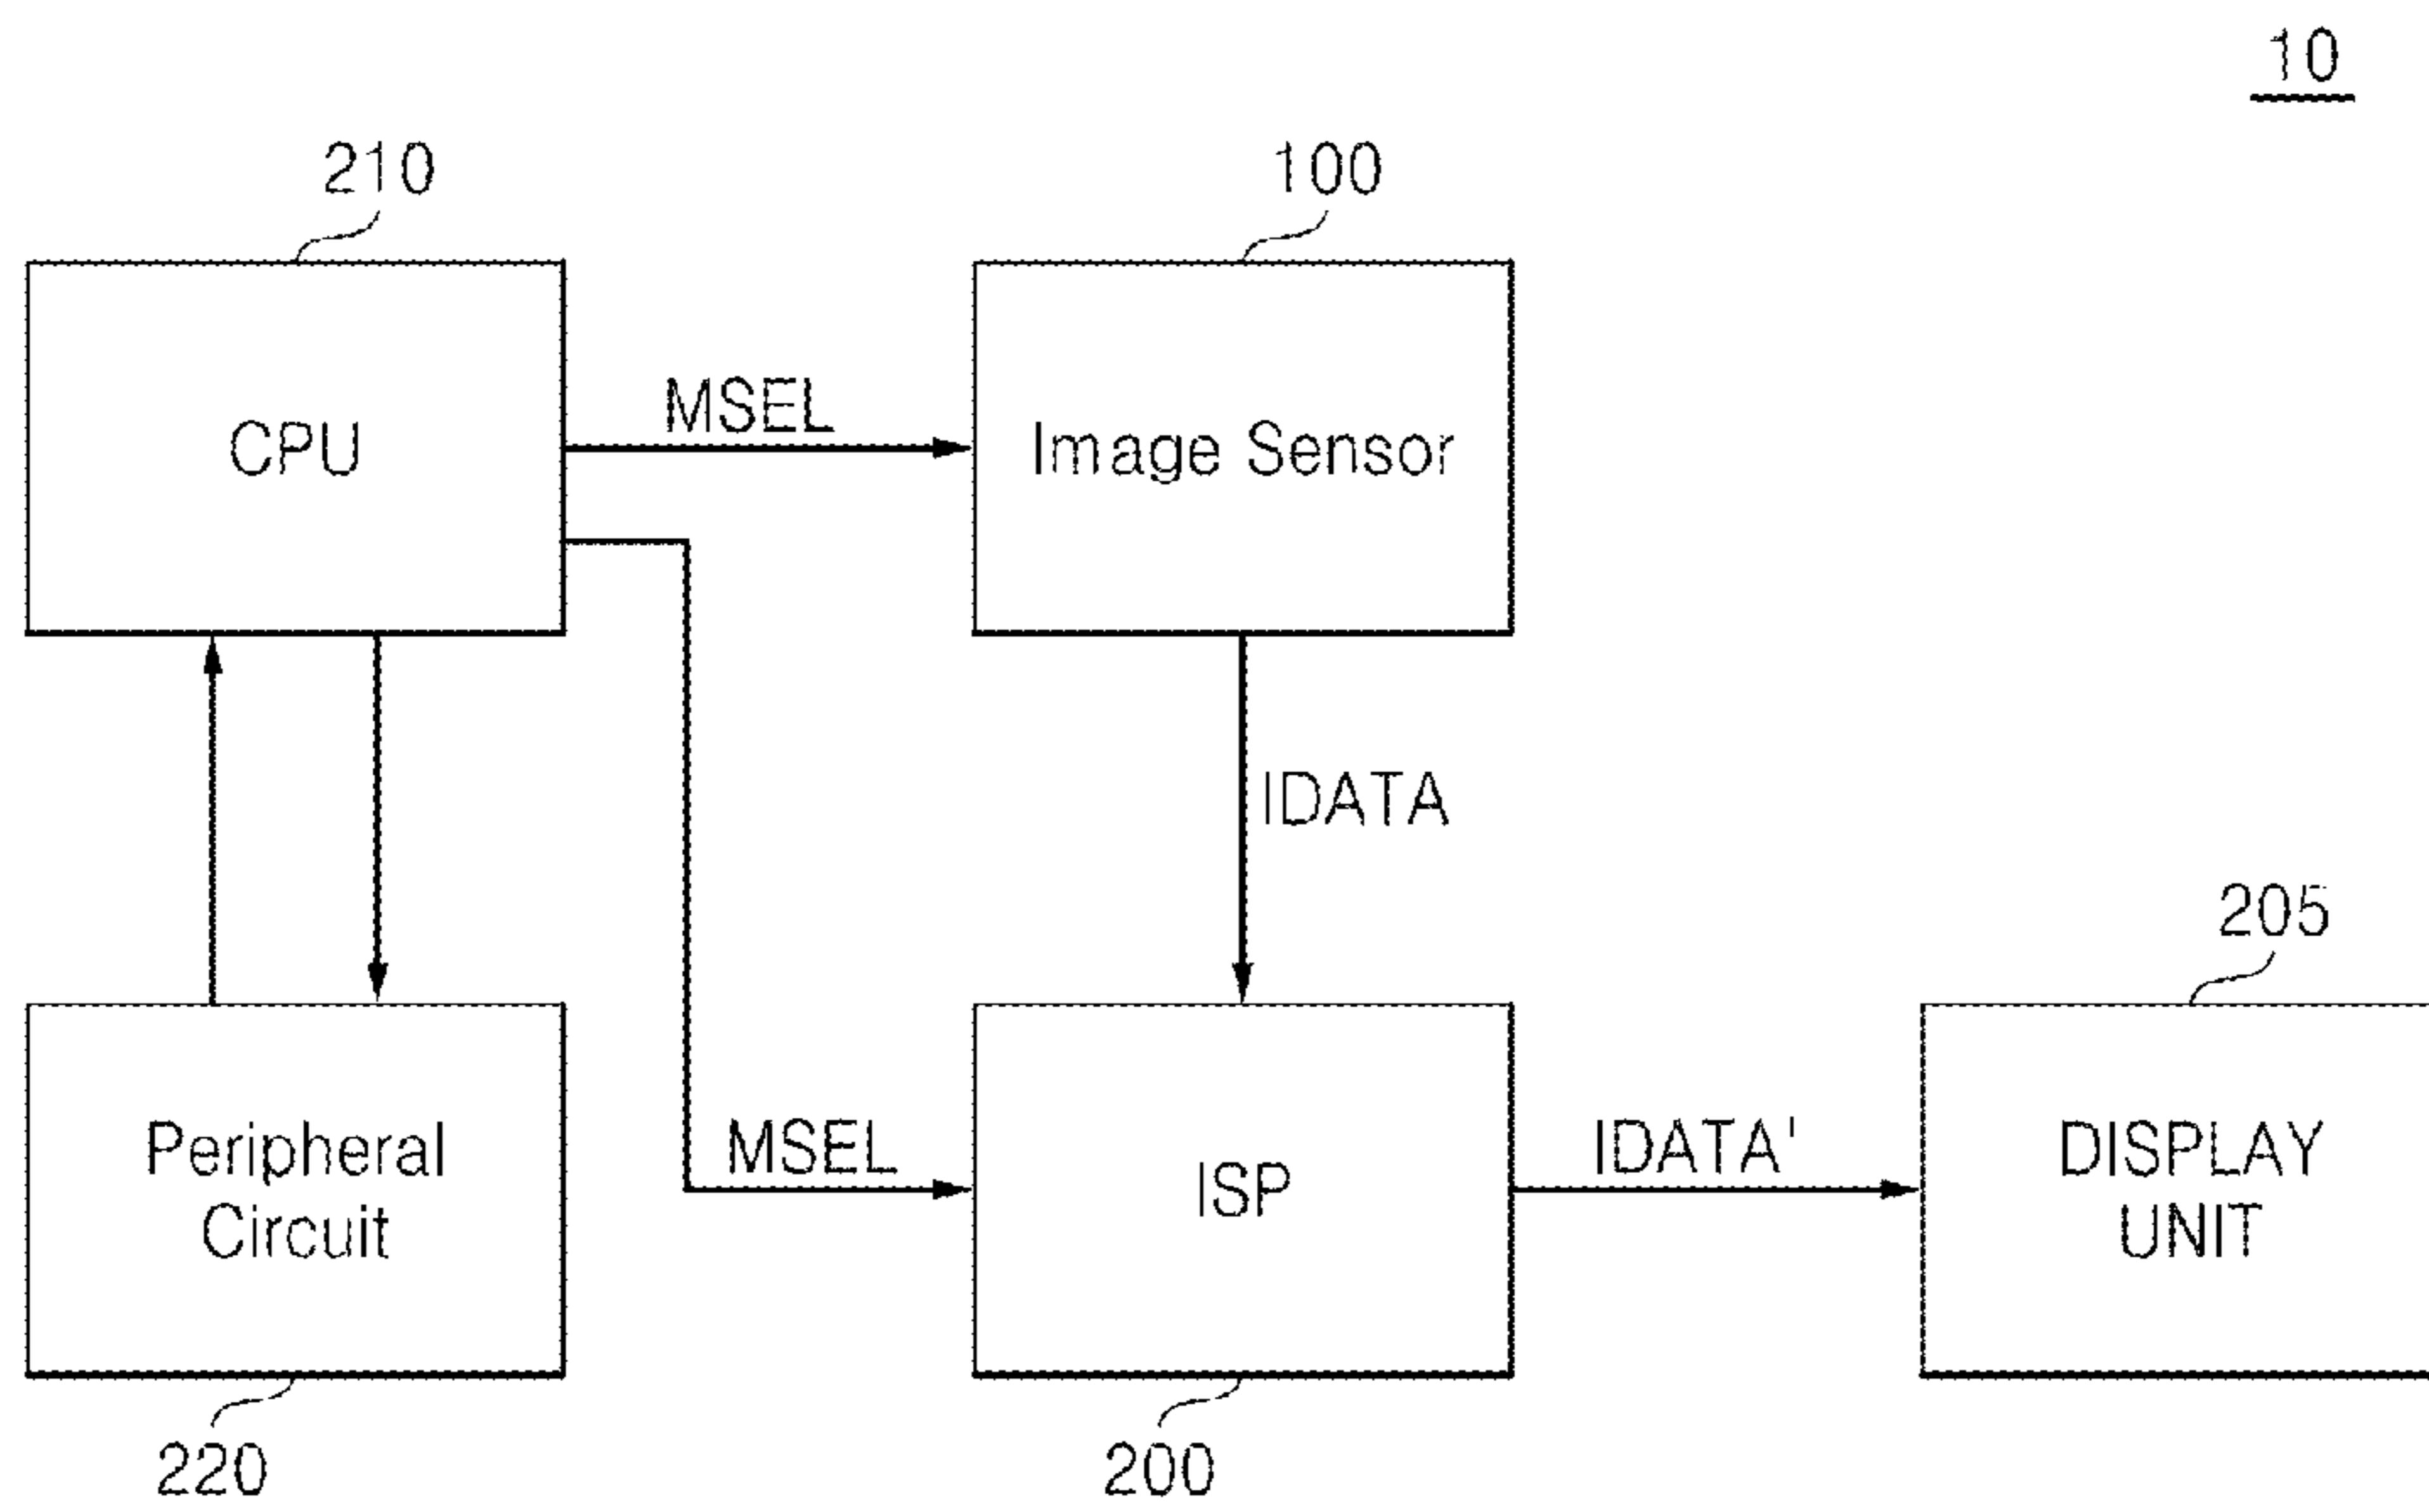 10
210
100
CPU
MSEL
Image Sensor
IDATA
205
Peripheral
Circuit
MSEL
ISP
IDATA'
DISPLAY
UNIT
220
200